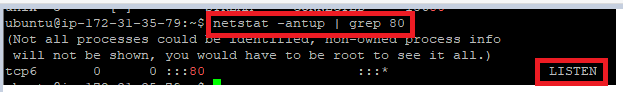 ubuntu@ip-172-31-35-79:~$ netstat -antup | grep 80
(Not all processes could be identified, non-owned process info
 will not be shown, you would have to be root to see it all.)
tcp6       0      0 :::80                   :::*                    LISTEN